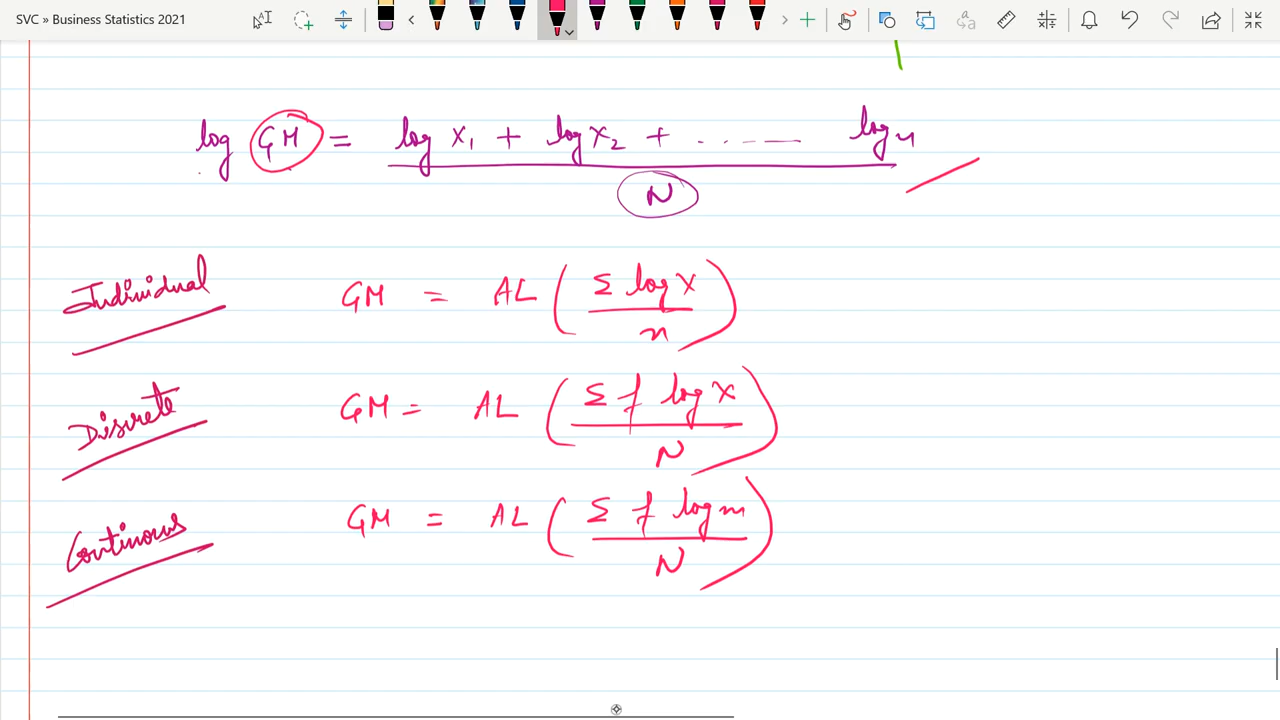 SVC » Business Statistics 2021
log GM = log x₁ + log x₂ + ........ log n
N
Individual GM = AL ( Σ log x / n )
Discrete GM = AL ( Σ f log x / N )
Continous GM = AL ( Σ f log m / N )